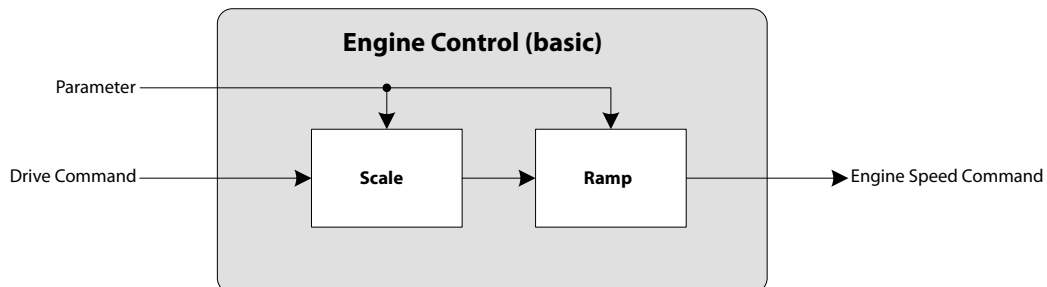 Engine Control (basic)
Parameter
Drive Command
Scale
Ramp
Engine Speed Command